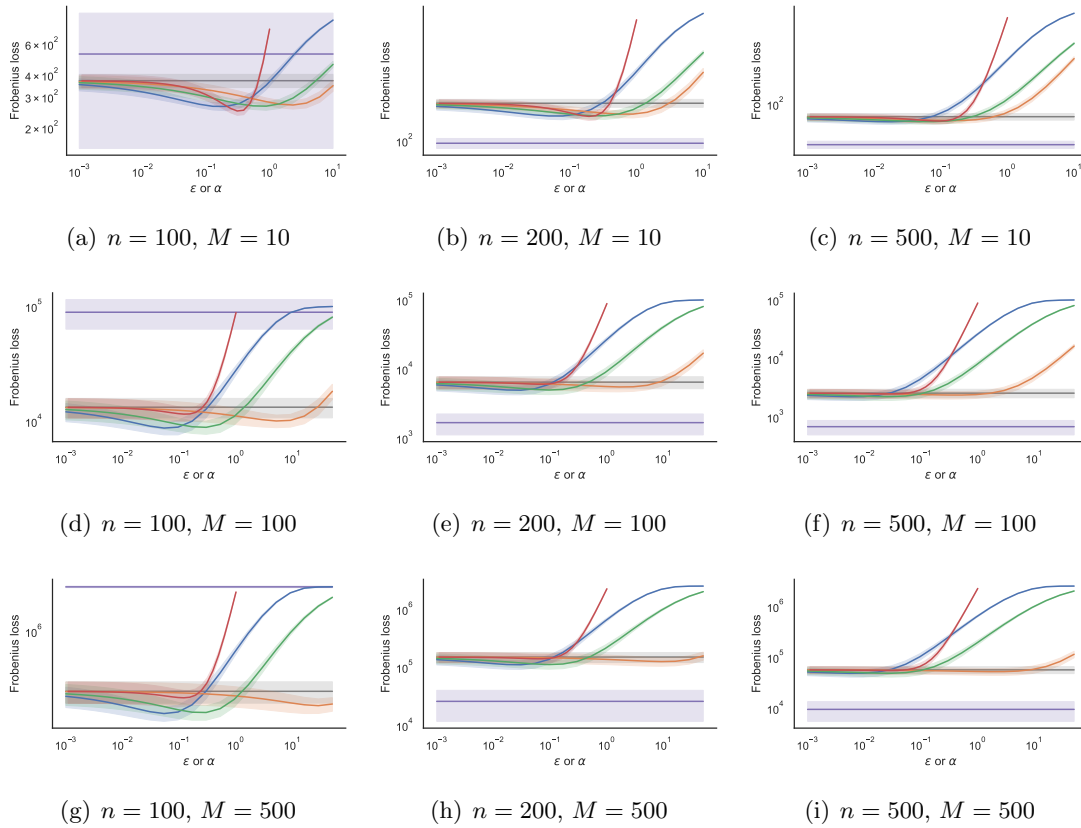 Frobenius loss
6 × 10²
4 × 10²
3 × 10²
2 × 10²
10⁻³ 10⁻² 10⁻¹ 10⁰ 10¹
ε or α
(a) n = 100, M = 10
Frobenius loss
10²
10⁻³ 10⁻² 10⁻¹ 10⁰ 10¹
ε or α
(b) n = 200, M = 10
Frobenius loss
10²
10⁻³ 10⁻² 10⁻¹ 10⁰ 10¹
ε or α
(c) n = 500, M = 10
Frobenius loss
10⁵
10⁴
10⁻³ 10⁻² 10⁻¹ 10⁰ 10¹
ε or α
(d) n = 100, M = 100
Frobenius loss
10⁵
10⁴
10³
10⁻³ 10⁻² 10⁻¹ 10⁰ 10¹
ε or α
(e) n = 200, M = 100
Frobenius loss
10⁵
10⁴
10³
10⁻³ 10⁻² 10⁻¹ 10⁰ 10¹
ε or α
(f) n = 500, M = 100
Frobenius loss
10⁶
10⁻³ 10⁻² 10⁻¹ 10⁰ 10¹
ε or α
(g) n = 100, M = 500
Frobenius loss
10⁶
10⁵
10⁴
10⁻³ 10⁻² 10⁻¹ 10⁰ 10¹
ε or α
(h) n = 200, M = 500
Frobenius loss
10⁶
10⁵
10⁴
10⁻³ 10⁻² 10⁻¹ 10⁰ 10¹
ε or α
(i) n = 500, M = 500